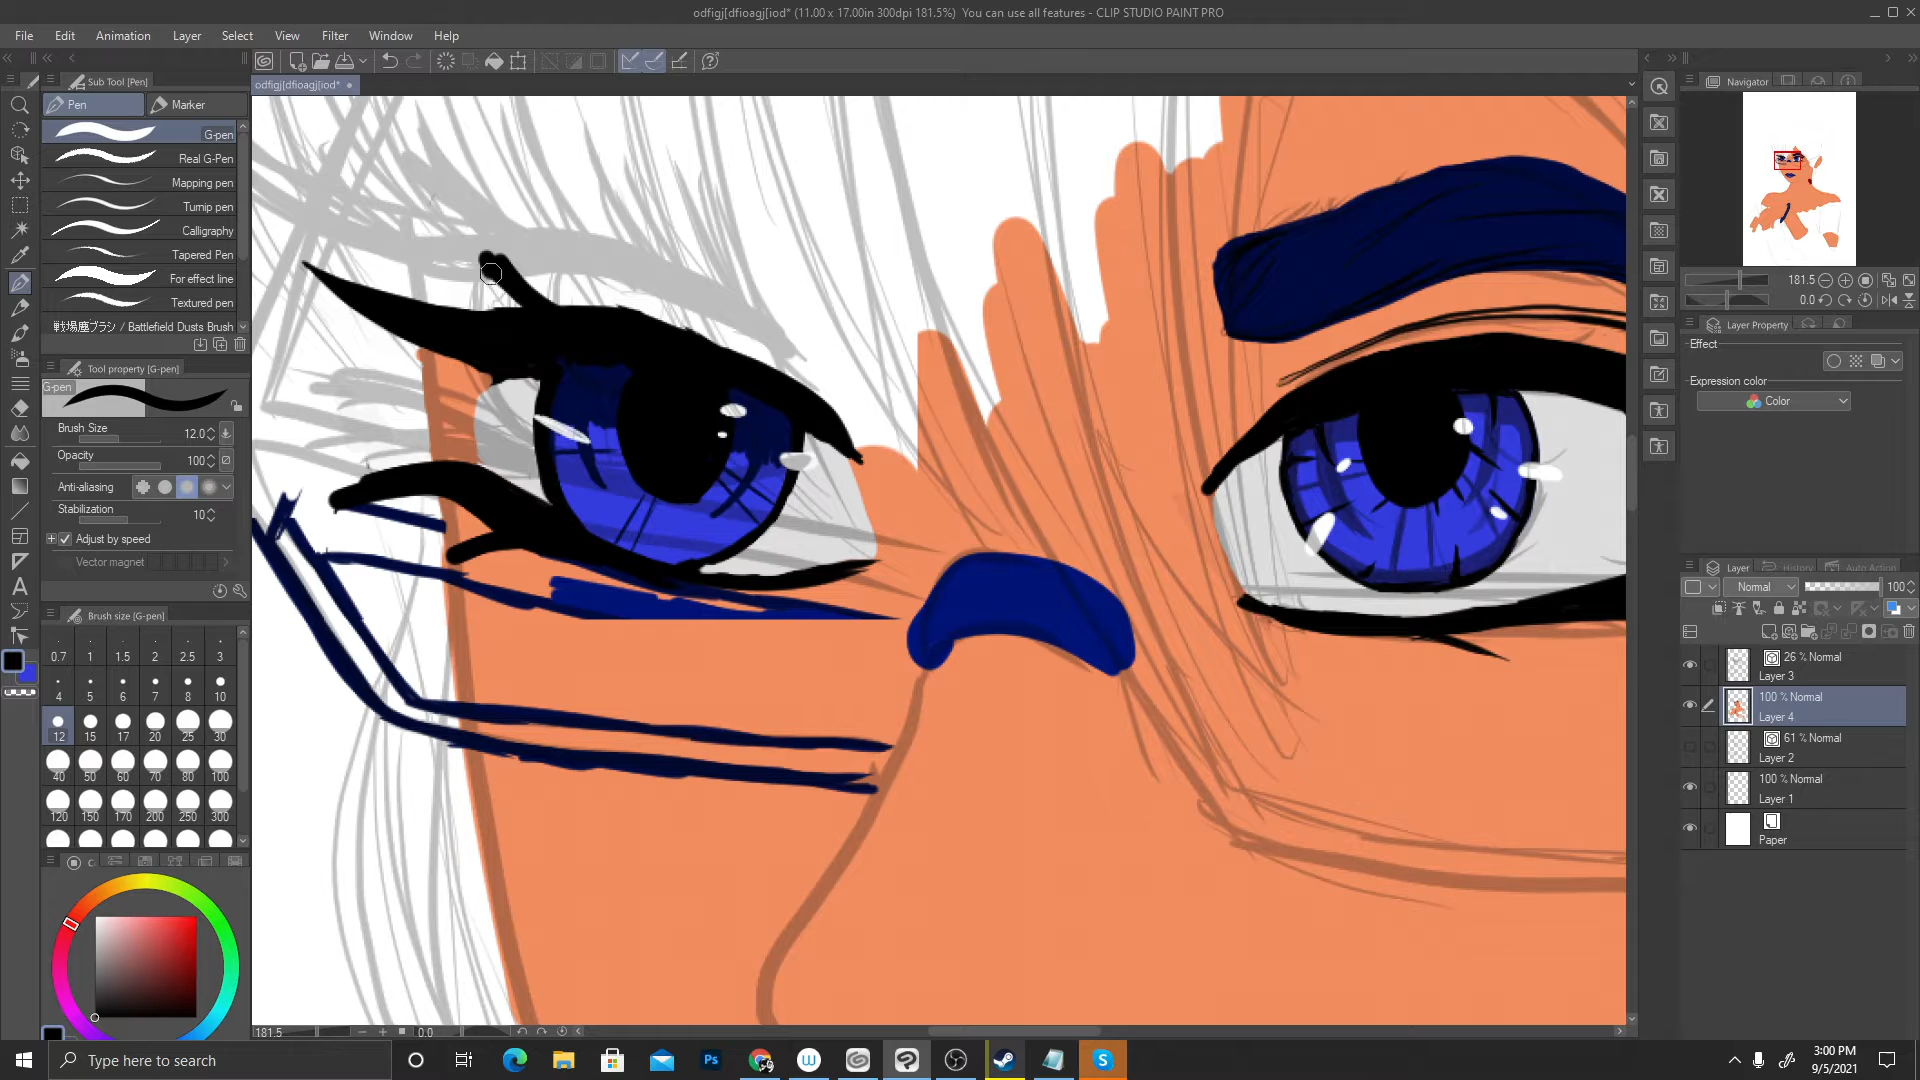 odfigj[dfioagj[iod* (11.00 x 17.00in 300dpi 181.5%)  You can use all features - CLIP STUDIO PAINT PRO
File Edit Animation Layer Select View Filter Window Help
Sub Tool [Pen]
odfigj[dfioagj[iod*
Navigator
Pen
Marker
G-pen
Real G-Pen
Mapping pen
Turnip pen
Calligraphy
Tapered Pen
For effect line
Textured pen
戦場塵ブラシ / Battlefield Dusts Brush
Tool property [G-pen]
G-pen
Brush Size 12.0
Opacity 100
Anti-aliasing
Stabilization 10
Adjust by speed
Vector magnet
Brush size [G-pen]
0.7 1 1.5 2 2.5 3
4 5 6 7 8 10
12 15 17 20 25 30
40 50 60 70 80 100
120 150 170 200 250 300
181.5
0.0
181.5
0.0
Layer Property
Effect
Expression color
Color
Layer History Auto Action
Normal 100
26 % Normal
Layer 3
100 % Normal
Layer 4
61 % Normal
Layer 2
100 % Normal
Layer 1
Paper
Type here to search
3:00 PM
9/5/2021